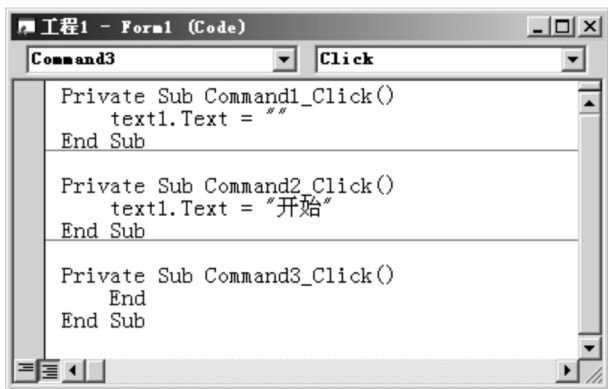 工程1 - Form1 (Code)
Command3 Click
Private Sub Command1_Click()
text1.Text = ""
End Sub
Private Sub Command2_Click()
text1.Text = "开始"
End Sub
Private Sub Command3_Click()
End
End Sub